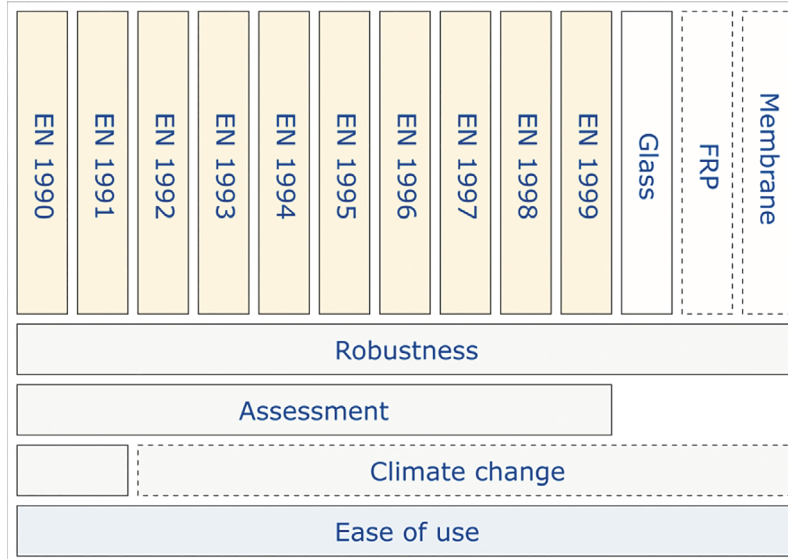 EN 1990
EN 1991
EN 1992
EN 1993
EN 1994
EN 1995
EN 1996
EN 1997
EN 1998
EN 1999
Glass
FRP
Membrane
Robustness
Assessment
Climate change
Ease of use